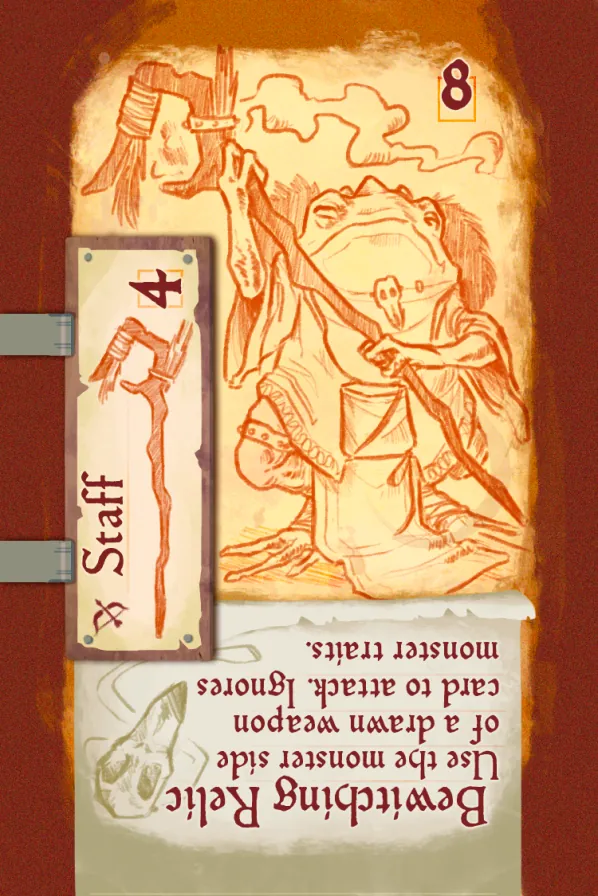 8
4
Staff
Bewitching Relic
Use the monster side
of a drawn weapon
card to attack. Ignores
monster traits.